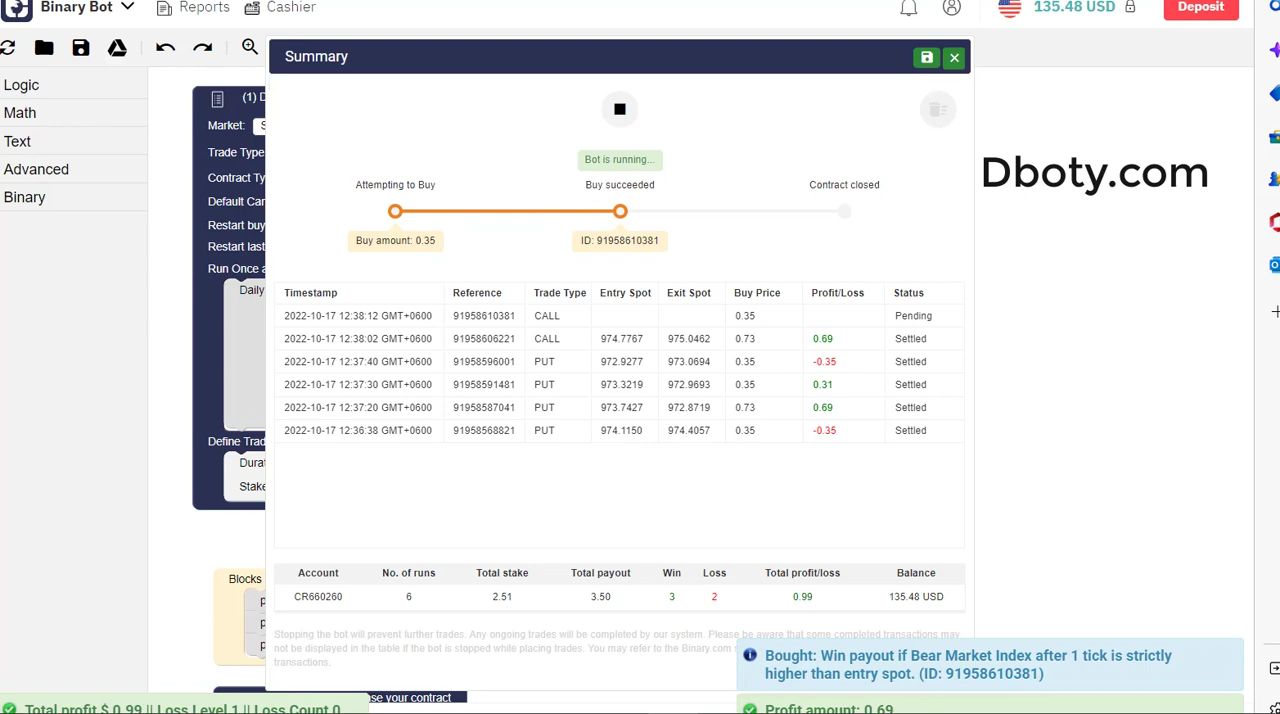 Binary Bot Reports Cashier 135.48 USD Deposit
Summary
Logic
Math
Text
Advanced
Binary
(1) D
Market: S
Trade Type
Contract Ty
Default Can
Restart buy
Restart last
Run Once a
Daily
Define Trad
Durat
Stake
Blocks
Bot is running...
Attempting to Buy Buy succeeded Contract closed
Buy amount: 0.35 ID: 91958610381
Dboty.com
Timestamp Reference Trade Type Entry Spot Exit Spot Buy Price Profit/Loss Status
2022-10-17 12:38:12 GMT+0600 91958610381 CALL 0.35 Pending
2022-10-17 12:38:02 GMT+0600 91958606221 CALL 974.7767 975.0462 0.73 0.69 Settled
2022-10-17 12:37:40 GMT+0600 91958596001 PUT 972.9277 973.0694 0.35 -0.35 Settled
2022-10-17 12:37:30 GMT+0600 91958591481 PUT 973.3219 972.9693 0.35 0.31 Settled
2022-10-17 12:37:20 GMT+0600 91958587041 PUT 973.7427 972.8719 0.73 0.69 Settled
2022-10-17 12:36:38 GMT+0600 91958568821 PUT 974.1150 974.4057 0.35 -0.35 Settled
Account No. of runs Total stake Total payout Win Loss Total profit/loss Balance
CR660260 6 2.51 3.50 3 2 0.99 135.48 USD
Stopping the bot will prevent further trades. Any ongoing trades will be completed by our system. Please be aware that some completed transactions may
not be displayed in the table if the bot is stopped while placing trades. You may refer to the Binary.com
transactions.
Bought: Win payout if Bear Market Index after 1 tick is strictly
higher than entry spot. (ID: 91958610381)
ase your contract
Total profit $ 0.99 || Loss Level 1 || Loss Count 0
Profit amount: 0.69